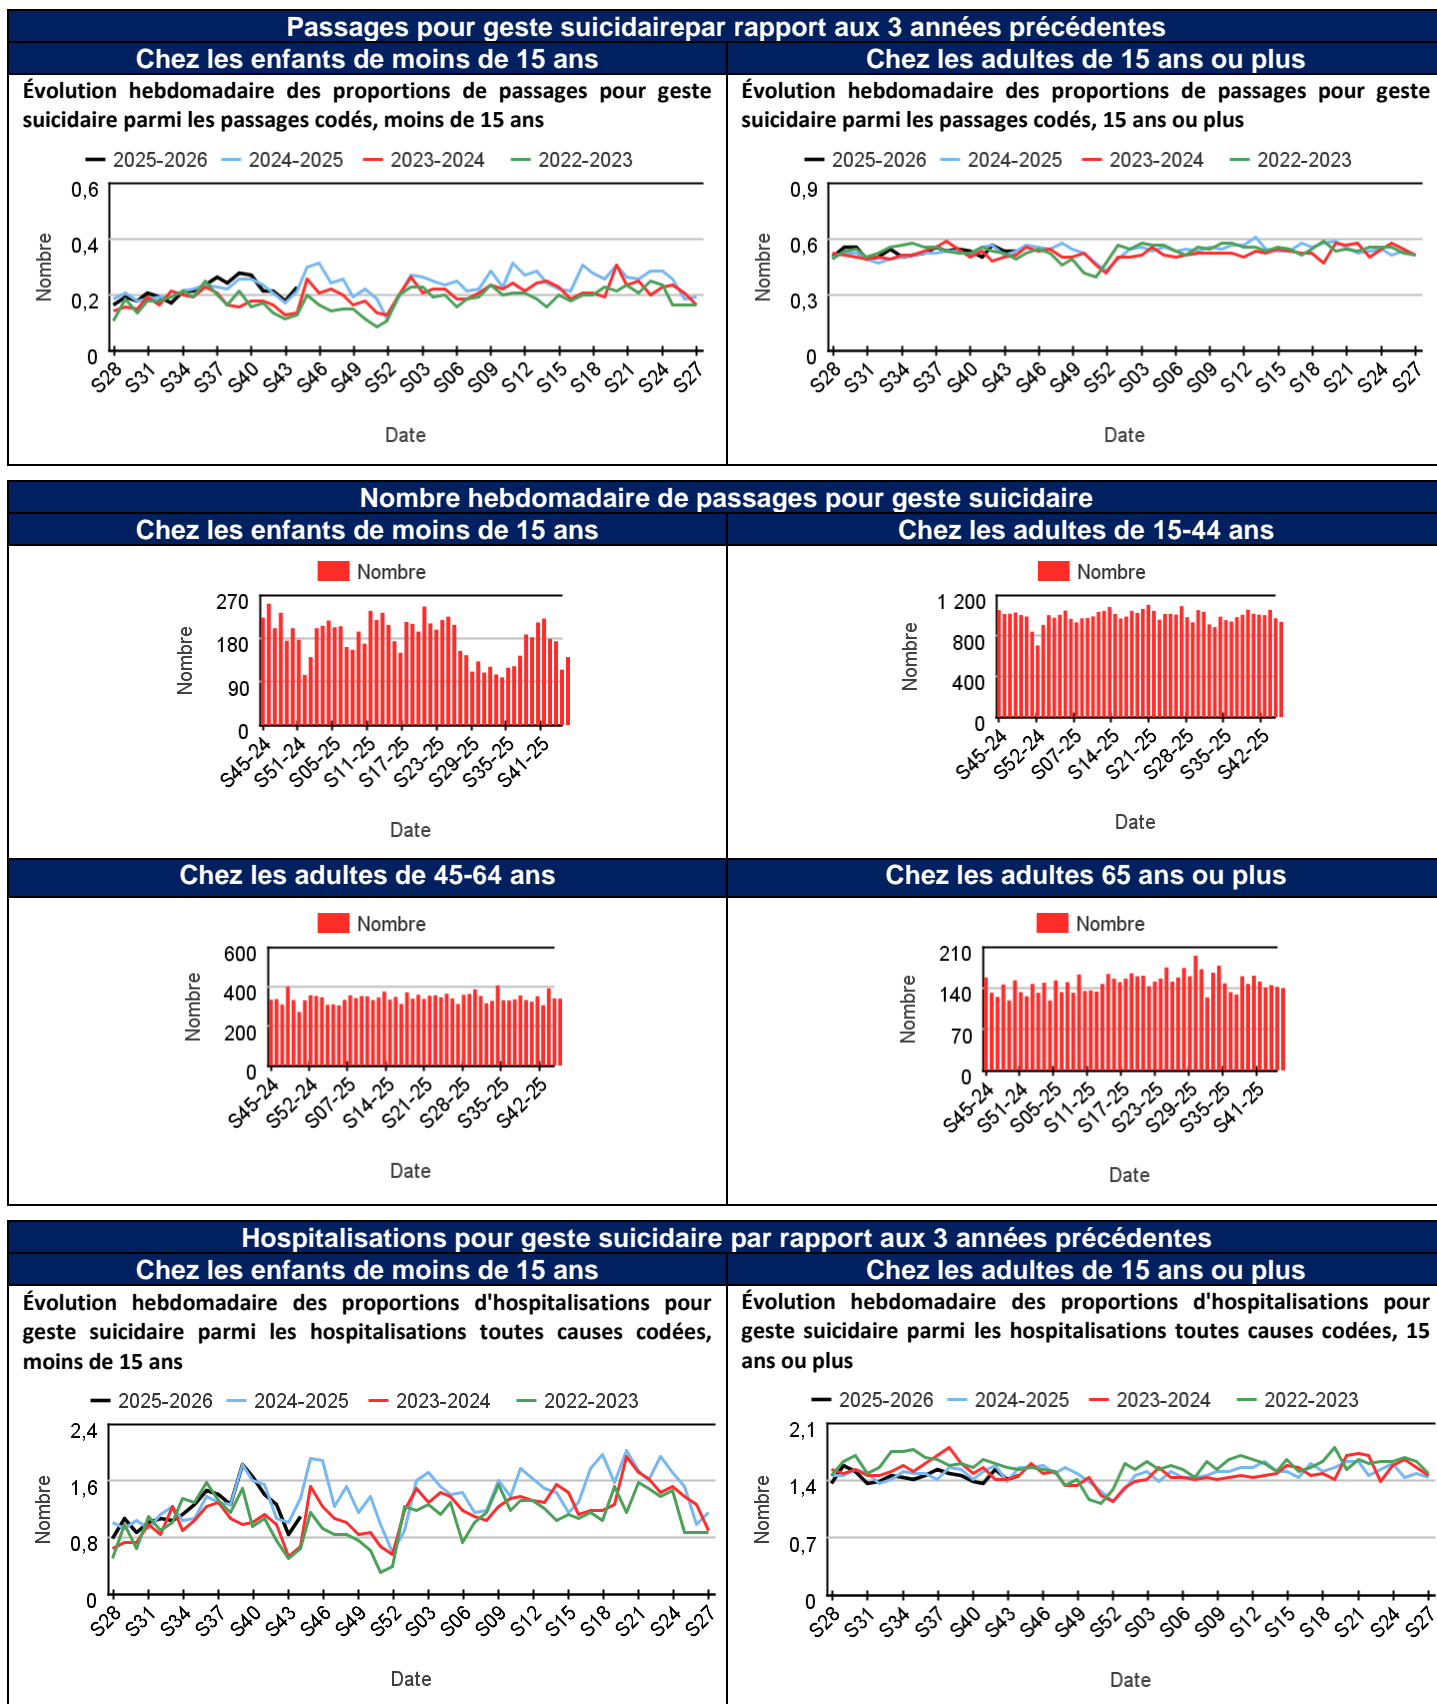 Passages pour geste suicidairepar rapport aux 3 années précédentes
Chez les enfants de moins de 15 ans
Chez les adultes de 15 ans ou plus
Évolution hebdomadaire des proportions de passages pour geste
suicidaire parmi les passages codés, moins de 15 ans
Évolution hebdomadaire des proportions de passages pour geste
suicidaire parmi les passages codés, 15 ans ou plus
2025-2026 2024-2025 2023-2024 2022-2023
0,6
0,4
0,2
0
Nombre
S28 S31 S34 S37 S40 S43 S46 S49 S52 S03 S06 S09 S12 S15 S18 S21 S24 S27
Date
2025-2026 2024-2025 2023-2024 2022-2023
0,9
0,6
0,3
0
Nombre
S28 S31 S34 S37 S40 S43 S46 S49 S52 S03 S06 S09 S12 S15 S18 S21 S24 S27
Date
Nombre hebdomadaire de passages pour geste suicidaire
Chez les enfants de moins de 15 ans
Chez les adultes de 15-44 ans
Nombre
270
180
90
0
Nombre
S45-24 S51-24 S05-25 S11-25 S17-25 S23-25 S29-25 S35-25 S41-25
Date
Nombre
1 200
800
400
0
Nombre
S45-24 S52-24 S07-25 S14-25 S21-25 S28-25 S35-25 S42-25
Date
Chez les adultes de 45-64 ans
Chez les adultes 65 ans ou plus
Nombre
600
400
200
0
Nombre
S45-24 S52-24 S07-25 S14-25 S21-25 S28-25 S35-25 S42-25
Date
Nombre
210
140
70
0
Nombre
S45-24 S51-24 S05-25 S11-25 S17-25 S23-25 S29-25 S35-25 S41-25
Date
Hospitalisations pour geste suicidaire par rapport aux 3 années précédentes
Chez les enfants de moins de 15 ans
Chez les adultes de 15 ans ou plus
Évolution hebdomadaire des proportions d'hospitalisations pour
geste suicidaire parmi les hospitalisations toutes causes codées,
moins de 15 ans
Évolution hebdomadaire des proportions d'hospitalisations pour
geste suicidaire parmi les hospitalisations toutes causes codées, 15
ans ou plus
2025-2026 2024-2025 2023-2024 2022-2023
2,4
1,6
0,8
0
Nombre
S28 S31 S34 S37 S40 S43 S46 S49 S52 S03 S06 S09 S12 S15 S18 S21 S24 S27
Date
2025-2026 2024-2025 2023-2024 2022-2023
2,1
1,4
0,7
0
Nombre
S28 S31 S34 S37 S40 S43 S46 S49 S52 S03 S06 S09 S12 S15 S18 S21 S24 S27
Date